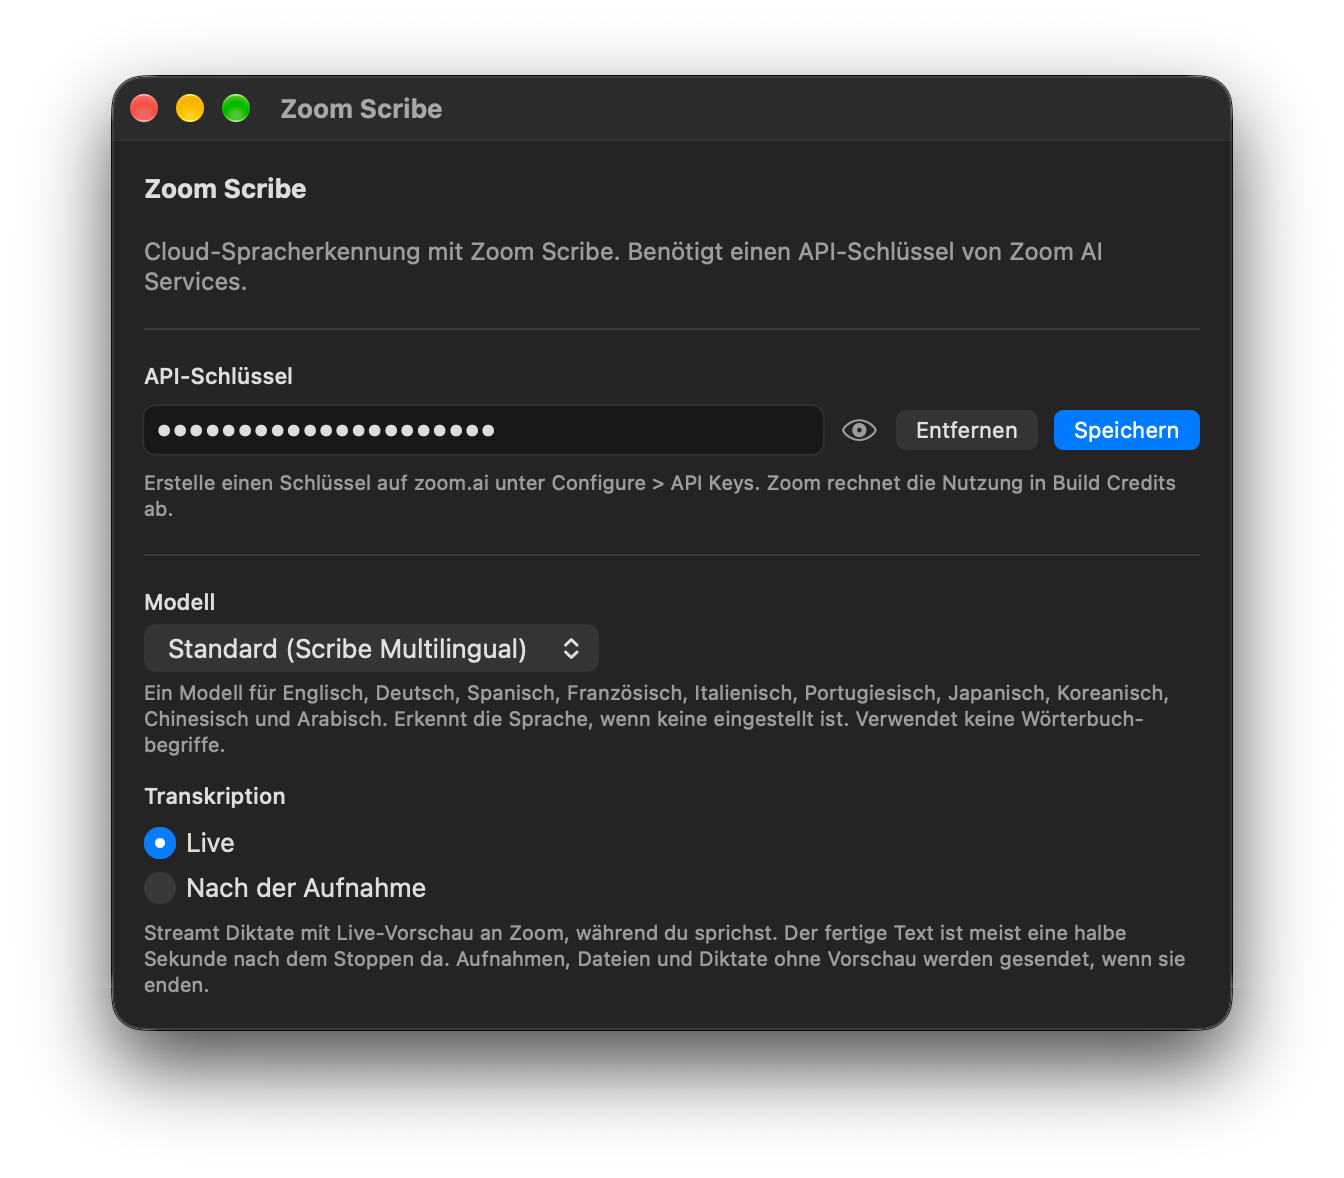 Zoom Scribe
Zoom Scribe
Cloud-Spracherkennung mit Zoom Scribe. Benötigt einen API-Schlüssel von Zoom AI
Services.
API-Schlüssel
●●●●●●●●●●●●●●●●●●●●●
Entfernen
Speichern
Erstelle einen Schlüssel auf zoom.ai unter Configure > API Keys. Zoom rechnet die Nutzung in Build Credits
ab.
Modell
Standard (Scribe Multilingual)
Ein Modell für Englisch, Deutsch, Spanisch, Französisch, Italienisch, Portugiesisch, Japanisch, Koreanisch,
Chinesisch und Arabisch. Erkennt die Sprache, wenn keine eingestellt ist. Verwendet keine Wörterbuch-
begriffe.
Transkription
Live
Nach der Aufnahme
Streamt Diktate mit Live-Vorschau an Zoom, während du sprichst. Der fertige Text ist meist eine halbe
Sekunde nach dem Stoppen da. Aufnahmen, Dateien und Diktate ohne Vorschau werden gesendet, wenn sie
enden.